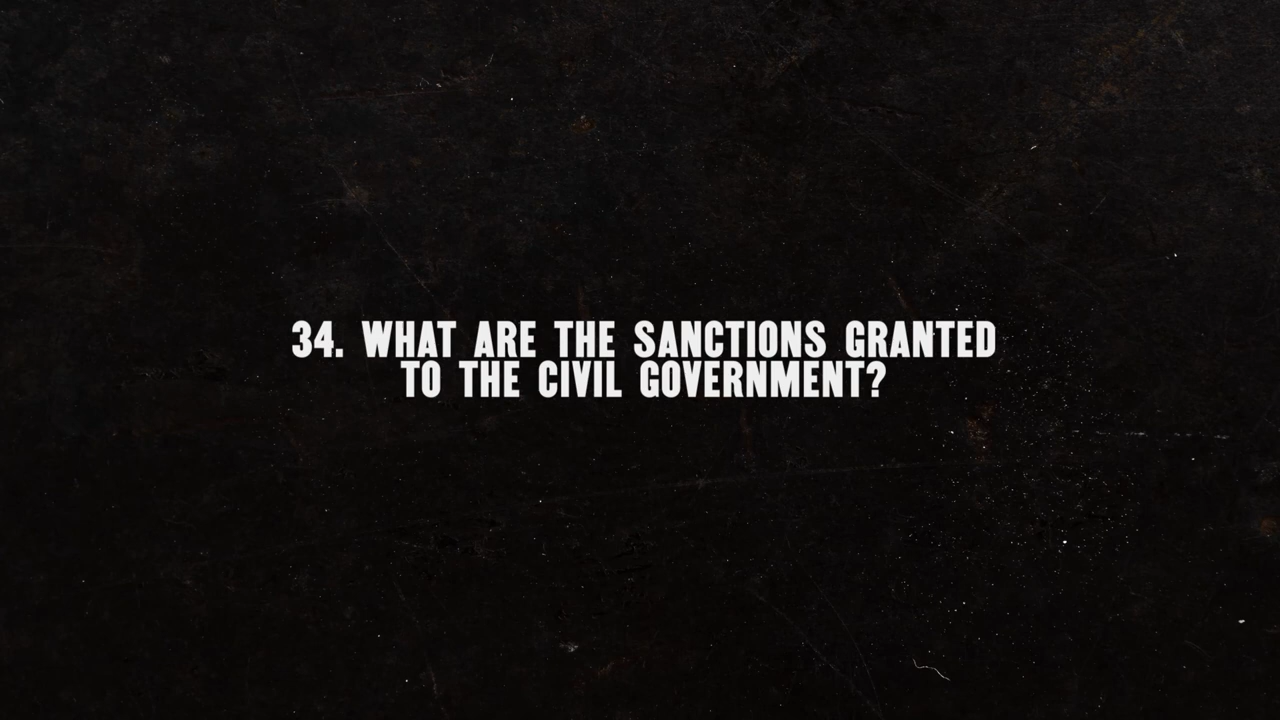 34. WHAT ARE THE SANCTIONS GRANTED
TO THE CIVIL GOVERNMENT?